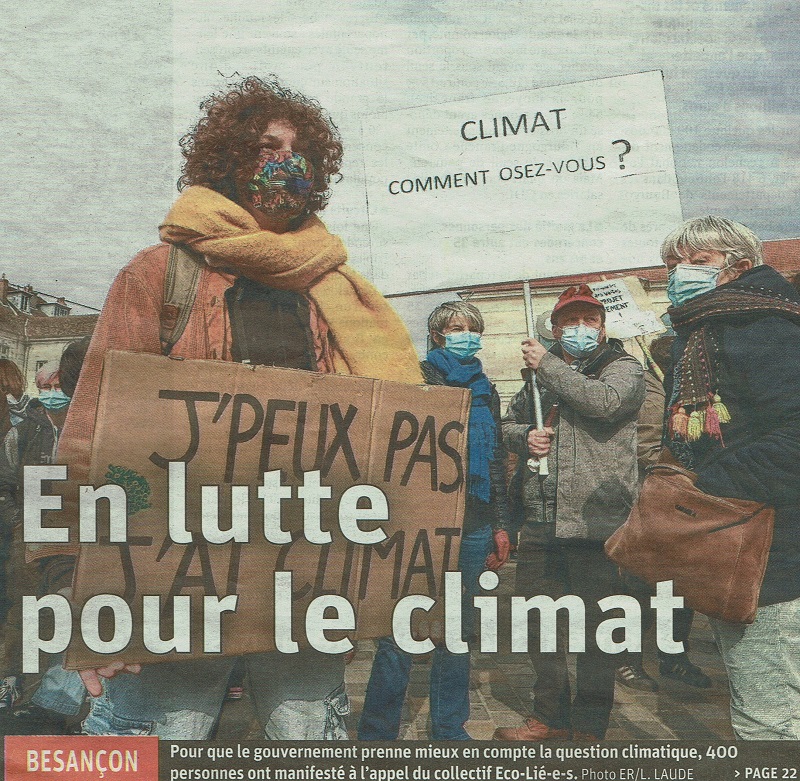 CLIMAT
COMMENT OSEZ-VOUS ?
PROJET
J'PEUX PAS
J'AI CLIMAT
En lutte
pour le climat
BESANÇON
Pour que le gouvernement prenne mieux en compte la question climatique, 400
personnes ont manifesté à l'appel du collectif Eco-Lié-e-s. Photo ER/L. LAUDE
> PAGE 22